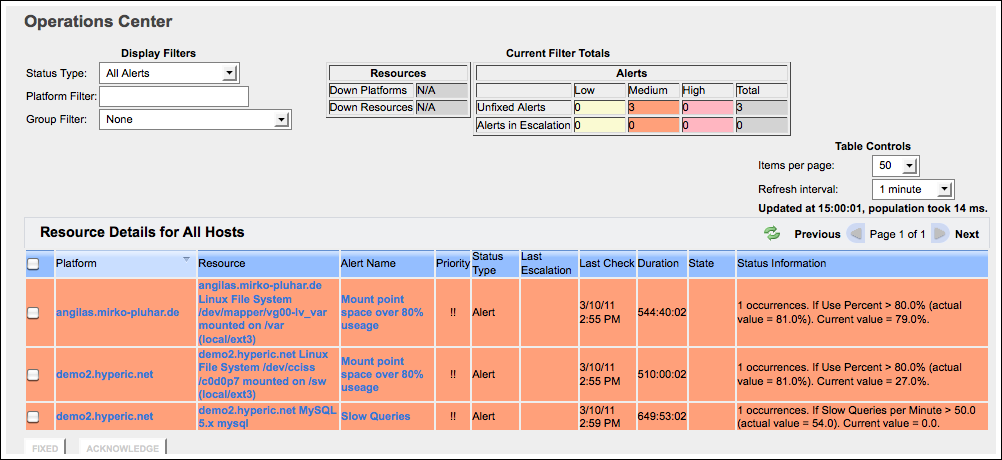 Operations Center
Display Filters
Status Type: All Alerts
Platform Filter:
Group Filter: None
Current Filter Totals
Resources
Down Platforms N/A
Down Resources N/A
Alerts
Low Medium High Total
Unfixed Alerts 0 3 0 3
Alerts in Escalation 0 0 0 0
Table Controls
Items per page: 50
Refresh interval: 1 minute
Updated at 15:00:01, population took 14 ms.
Resource Details for All Hosts
Previous Page 1 of 1 Next
Platform Resource Alert Name Priority Status Type Last Escalation Last Check Duration State Status Information
angilas.mirko-pluhar.de
angilas.mirko-pluhar.de
Linux File System
/dev/mapper/vg00-lv_var
mounted on /var
(local/ext3)
Mount point
space over 80%
useage
!!
Alert
3/10/11
2:55 PM
544:40:02
1 occurrences. If Use Percent > 80.0% (actual
value = 81.0%). Current value = 79.0%.
demo2.hyperic.net
demo2.hyperic.net Linux
File System /dev/cciss
/c0d0p7 mounted on /sw
(local/ext3)
Mount point
space over 80%
useage
!!
Alert
3/10/11
2:55 PM
510:00:02
1 occurrences. If Use Percent > 80.0% (actual
value = 81.0%). Current value = 27.0%.
demo2.hyperic.net
demo2.hyperic.net MySQL
5.x mysql
Slow Queries
!!
Alert
3/10/11
2:59 PM
649:53:02
1 occurrences. If Slow Queries per Minute > 50.0
(actual value = 54.0). Current value = 0.0.
FIXED ACKNOWLEDGE